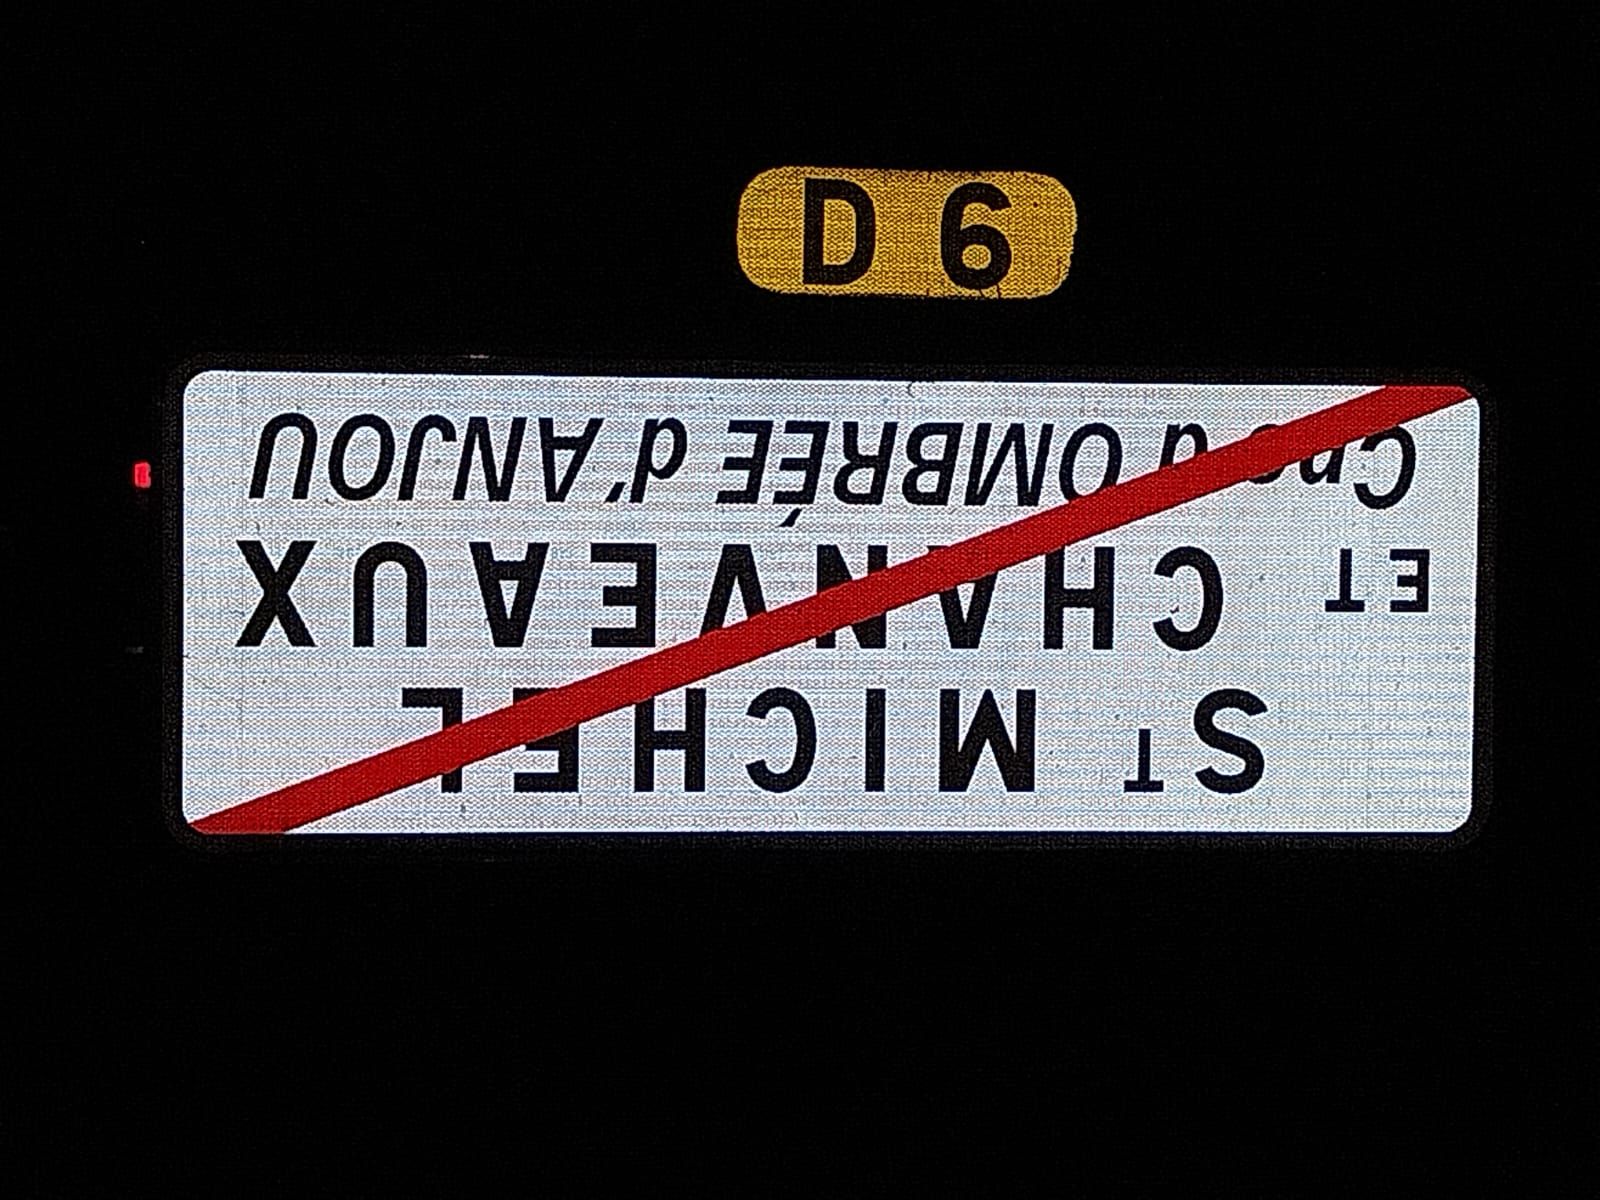 D 6
ST MICHEL
ET CHANVEAUX
Cne d'OMBRÉE d'ANJOU